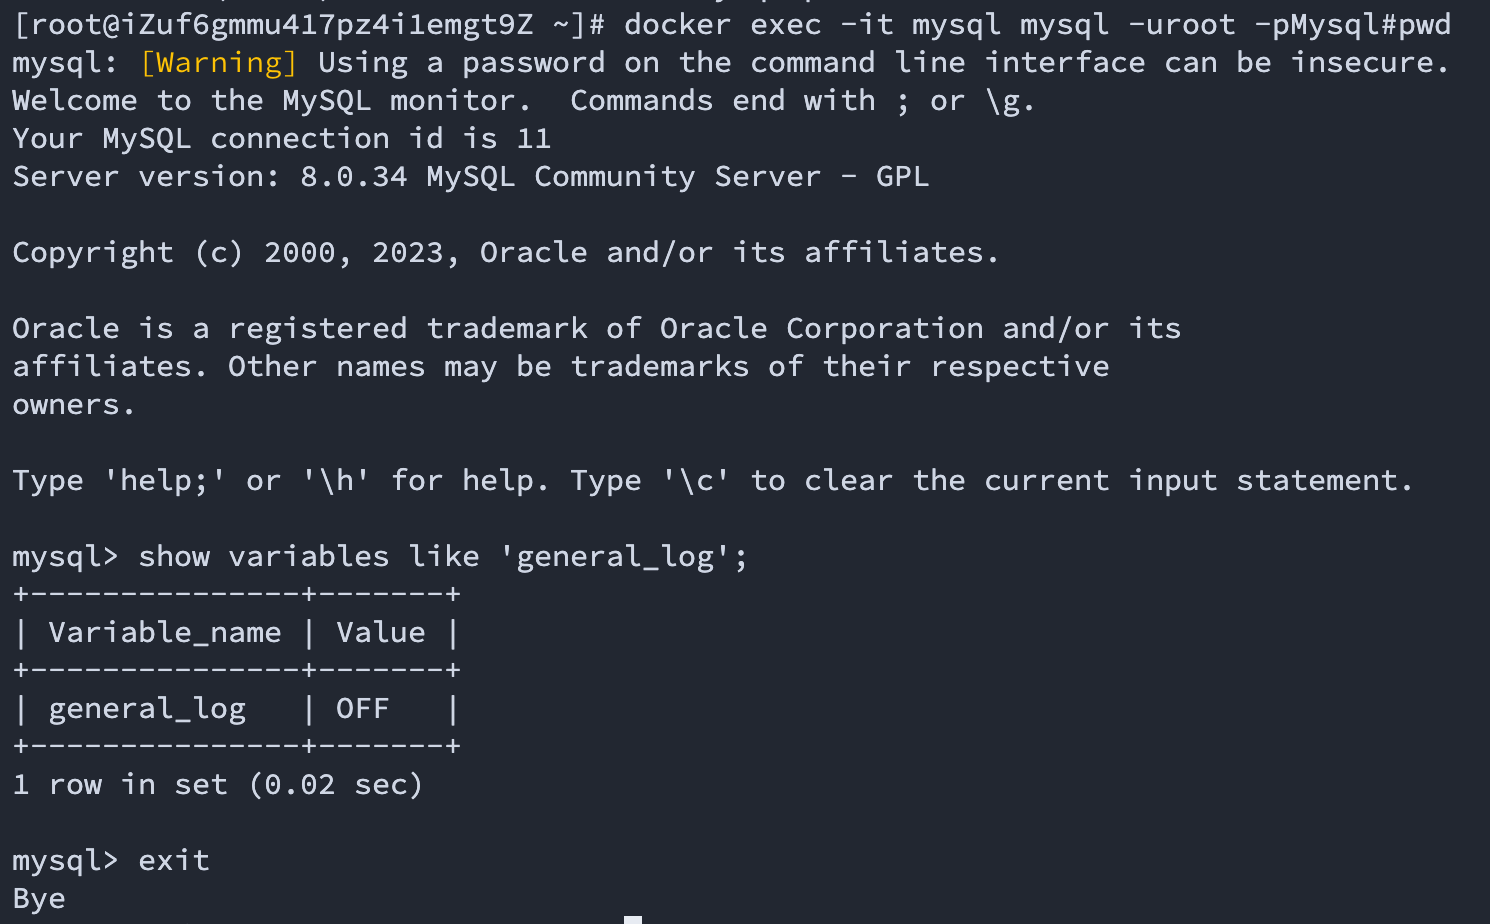 [root@iZuf6gmmu417pz4i1emgt9Z ~]# docker exec -it mysql mysql -uroot -pMysql#pwd
mysql: [Warning] Using a password on the command line interface can be insecure.
Welcome to the MySQL monitor.  Commands end with ; or \g.
Your MySQL connection id is 11
Server version: 8.0.34 MySQL Community Server - GPL

Copyright (c) 2000, 2023, Oracle and/or its affiliates.

Oracle is a registered trademark of Oracle Corporation and/or its
affiliates. Other names may be trademarks of their respective
owners.

Type 'help;' or '\h' for help. Type '\c' to clear the current input statement.

mysql> show variables like 'general_log';
+---------------+-------+
| Variable_name | Value |
+---------------+-------+
| general_log   | OFF   |
+---------------+-------+
1 row in set (0.02 sec)

mysql> exit
Bye